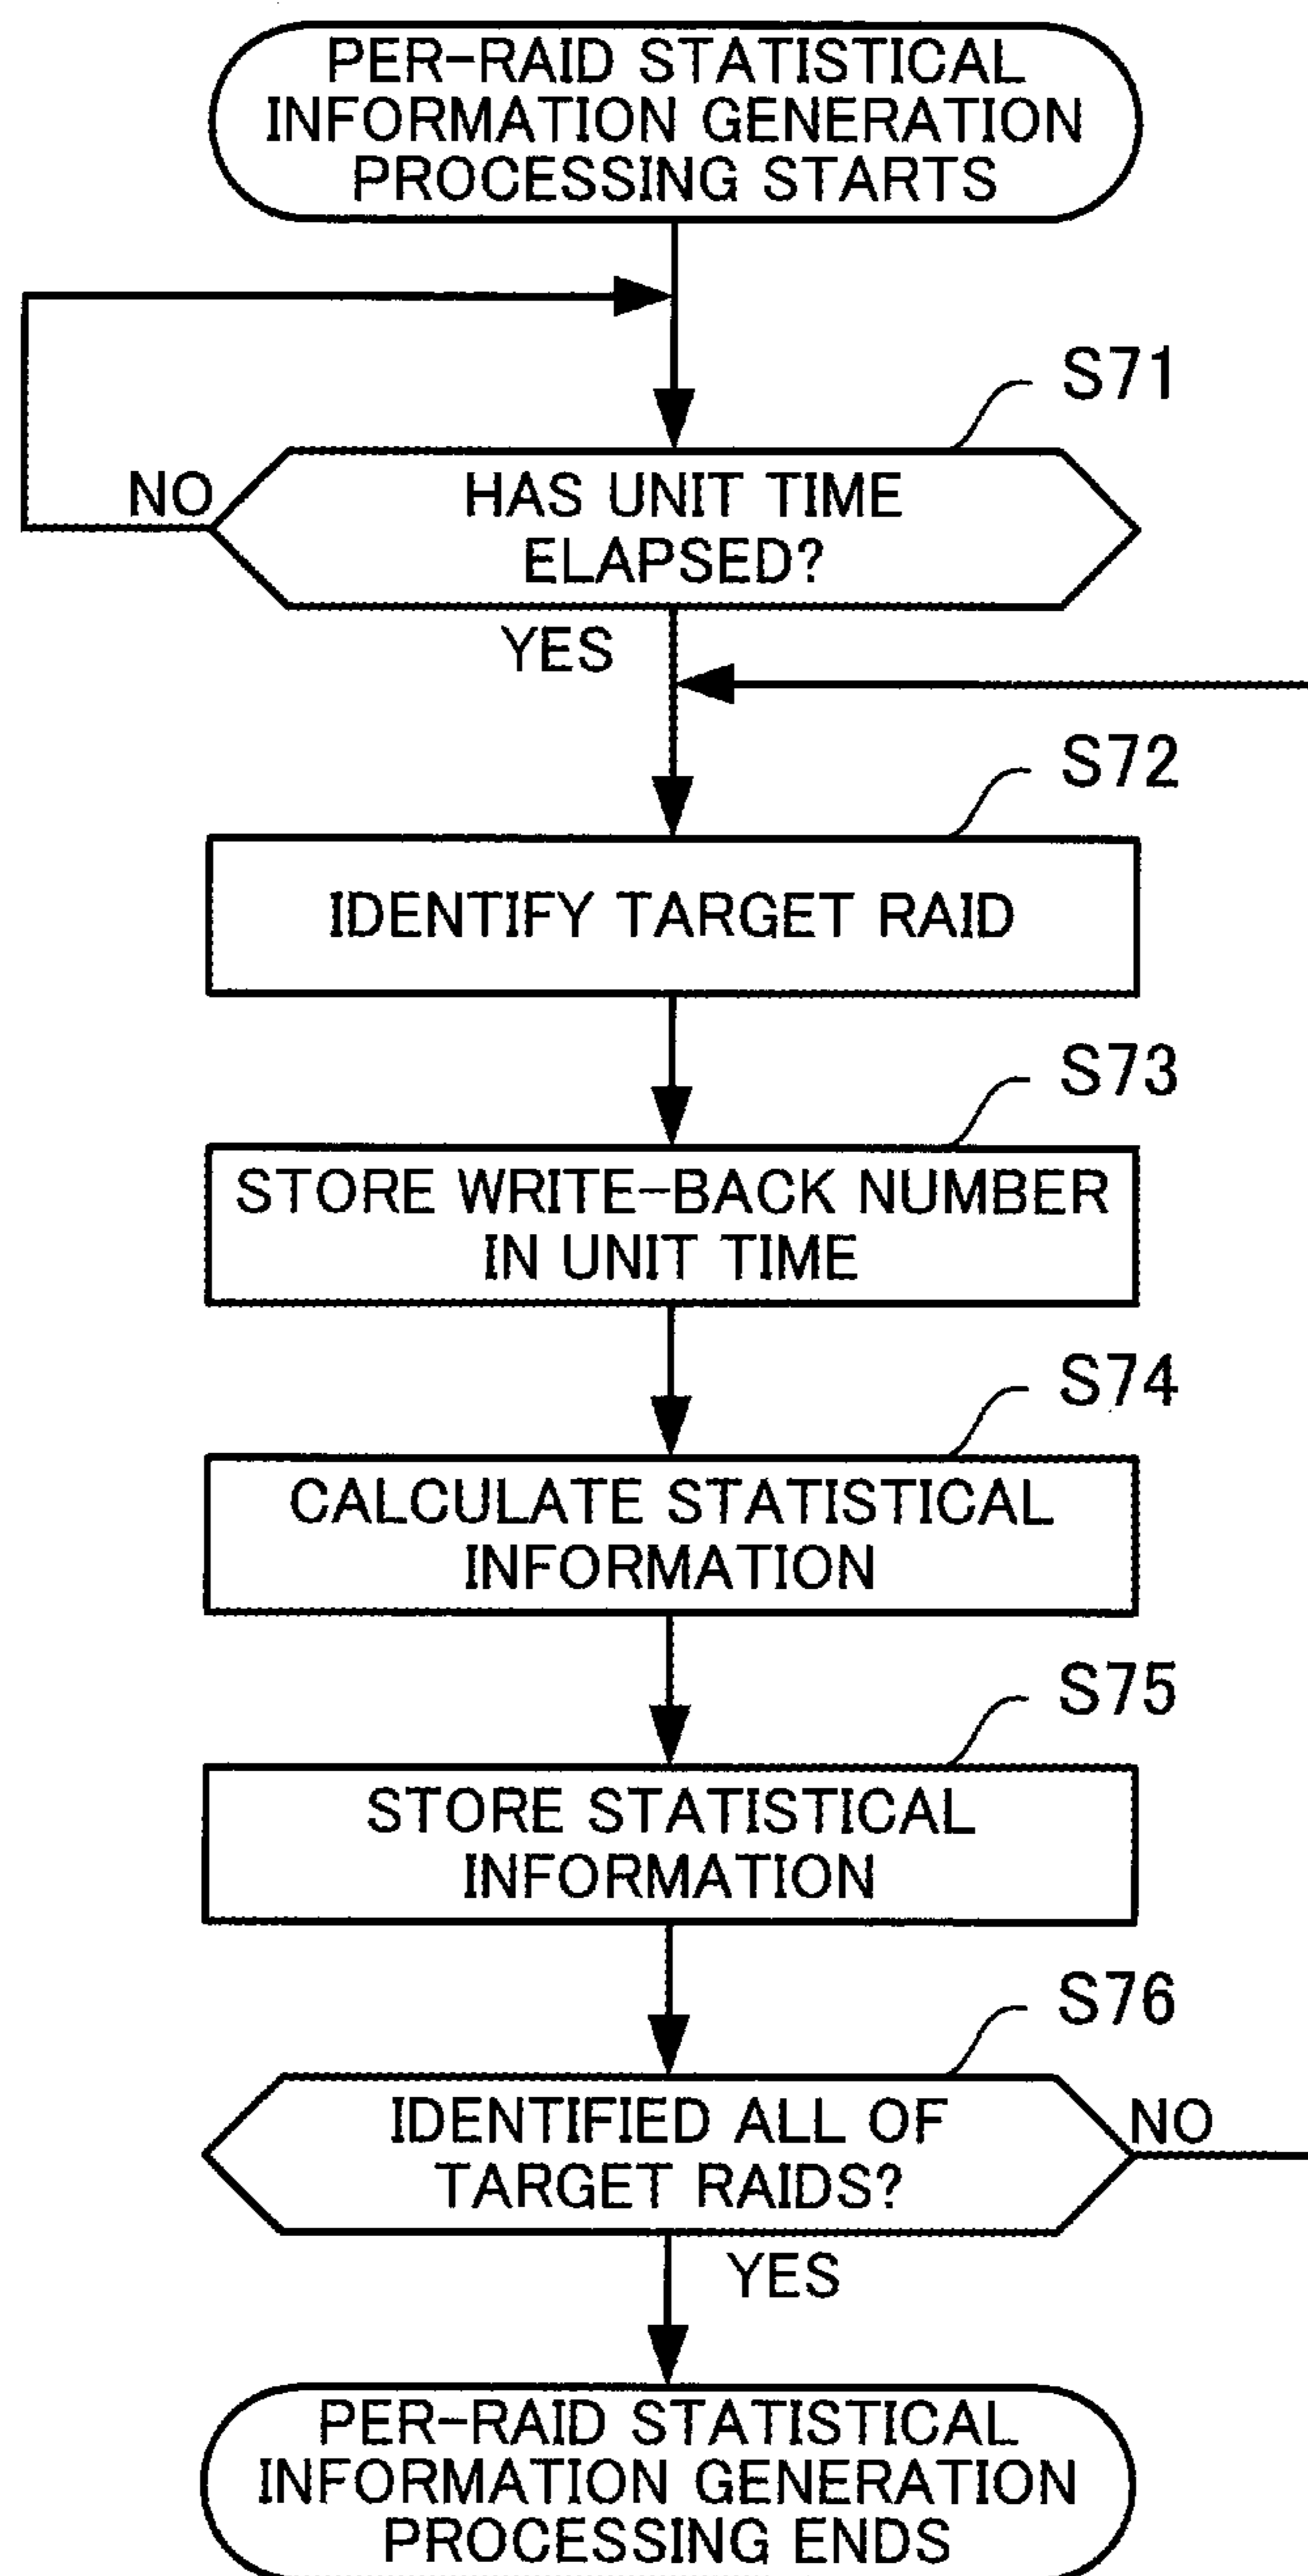 PER-RAID STATISTICAL
INFORMATION GENERATION
PROCESSING STARTS
S71
NO
HAS UNIT TIME
ELAPSED?
YES
S72
IDENTIFY TARGET RAID
S73
STORE WRITE-BACK NUMBER
IN UNIT TIME
S74
CALCULATE STATISTICAL
INFORMATION
S75
STORE STATISTICAL
INFORMATION
S76
IDENTIFIED ALL OF
TARGET RAIDS?
NO
YES
PER-RAID STATISTICAL
INFORMATION GENERATION
PROCESSING ENDS